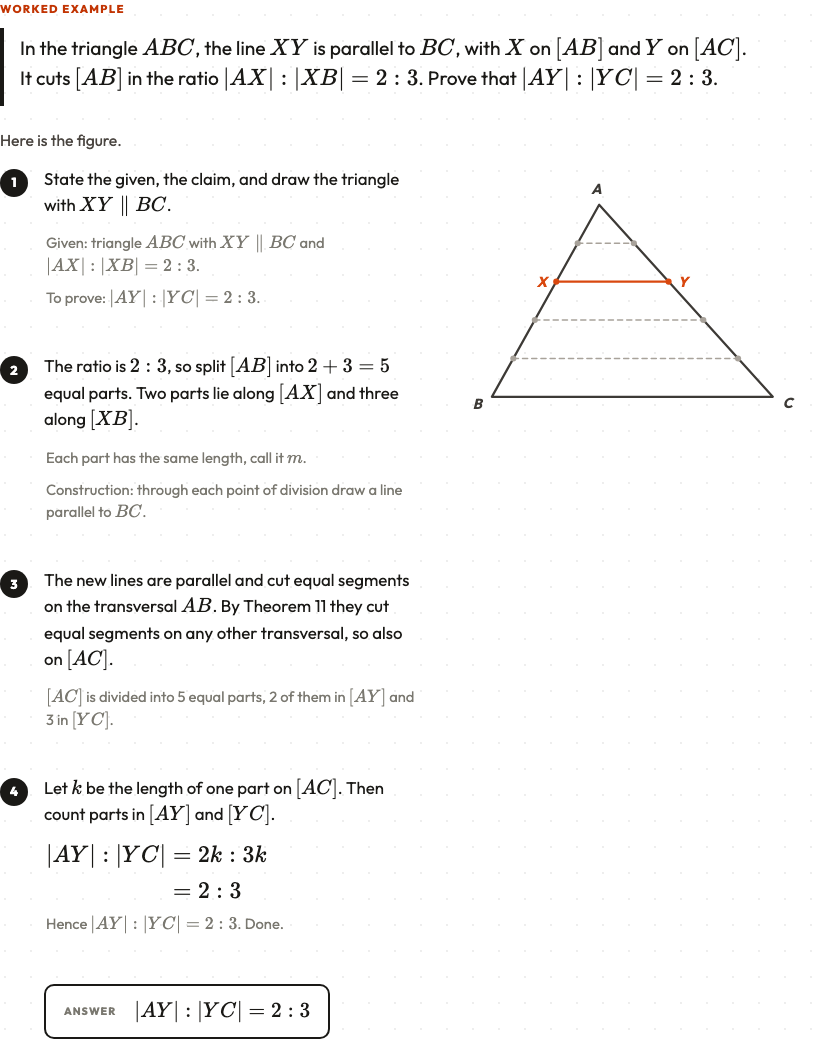 WORKED EXAMPLE
In the triangle ABC, the line XY is parallel to BC, with X on [AB] and Y on [AC].
It cuts [AB] in the ratio |AX| : |XB| = 2 : 3. Prove that |AY| : |YC| = 2 : 3.
Here is the figure.
1 State the given, the claim, and draw the triangle
with XY ∥ BC.
Given: triangle ABC with XY ∥ BC and
|AX| : |XB| = 2 : 3.
To prove: |AY| : |YC| = 2 : 3.
2 The ratio is 2 : 3, so split [AB] into 2 + 3 = 5
equal parts. Two parts lie along [AX] and three
along [XB].
Each part has the same length, call it m.
Construction: through each point of division draw a line
parallel to BC.
3 The new lines are parallel and cut equal segments
on the transversal AB. By Theorem 11 they cut
equal segments on any other transversal, so also
on [AC].
[AC] is divided into 5 equal parts, 2 of them in [AY] and
3 in [YC].
4 Let k be the length of one part on [AC]. Then
count parts in [AY] and [YC].
|AY| : |YC| = 2k : 3k
= 2 : 3
Hence |AY| : |YC| = 2 : 3. Done.
ANSWER |AY| : |YC| = 2 : 3
A
X Y
B C